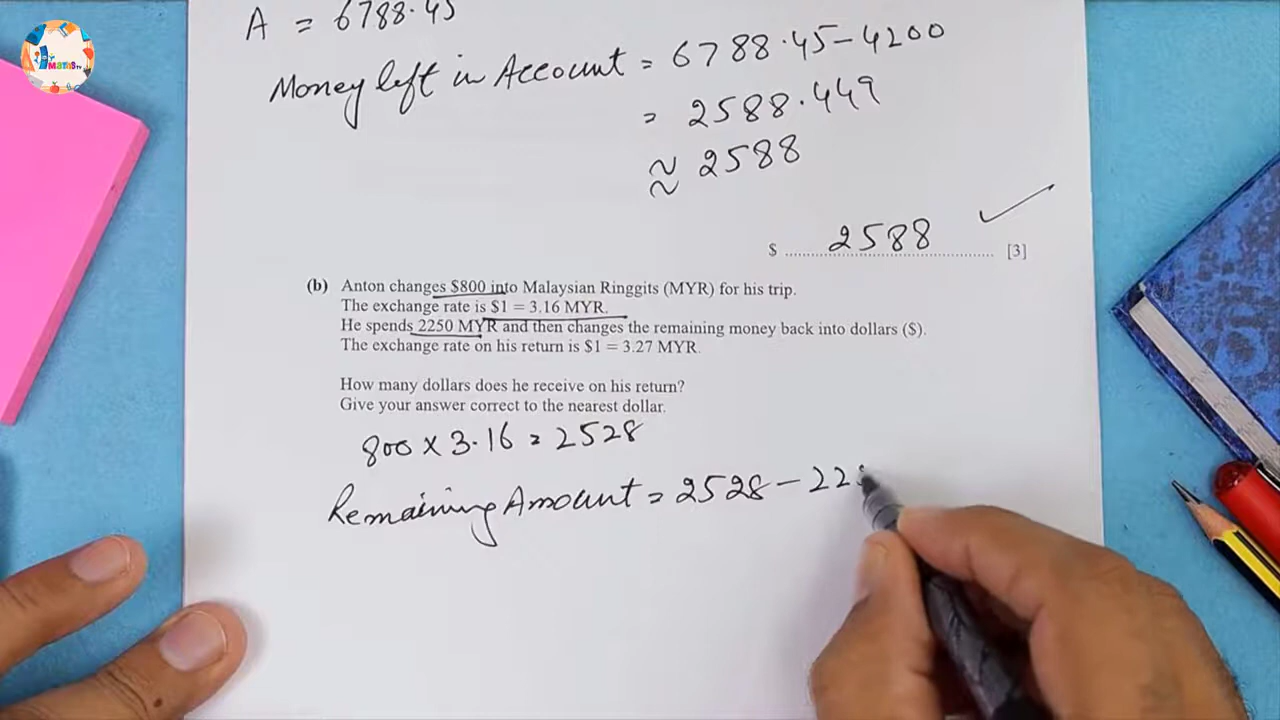 MATHS TV
A = 6788.45
Money left in Account = 6788.45-4200
= 2588.449
≈ 2588
$ 2588 [3]
(b) Anton changes $800 into Malaysian Ringgits (MYR) for his trip.
The exchange rate is $1 = 3.16 MYR.
He spends 2250 MYR and then changes the remaining money back into dollars ($).
The exchange rate on his return is $1 = 3.27 MYR.
How many dollars does he receive on his return?
Give your answer correct to the nearest dollar.
800 × 3.16 = 2528
Remaining Amount = 2528 - 22